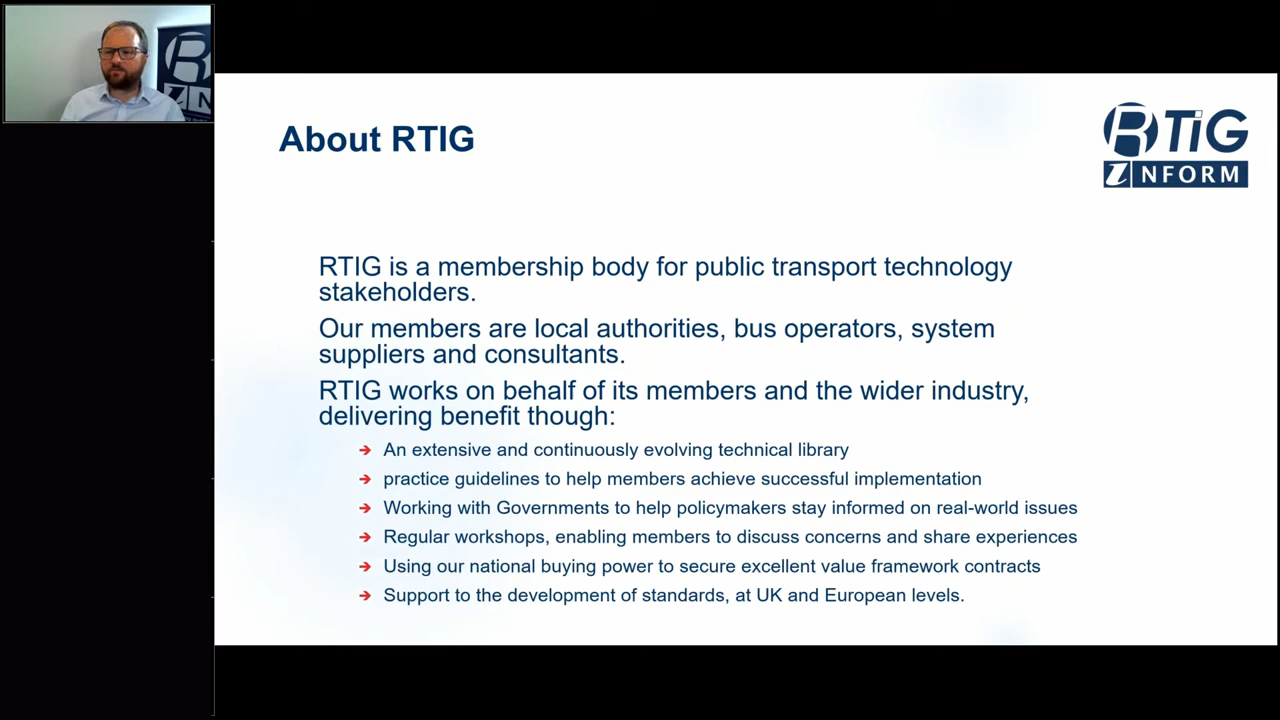 About RTIG
RTiG
iNFORM
RTIG is a membership body for public transport technology
stakeholders.
Our members are local authorities, bus operators, system
suppliers and consultants.
RTIG works on behalf of its members and the wider industry,
delivering benefit though:
An extensive and continuously evolving technical library
practice guidelines to help members achieve successful implementation
Working with Governments to help policymakers stay informed on real-world issues
Regular workshops, enabling members to discuss concerns and share experiences
Using our national buying power to secure excellent value framework contracts
Support to the development of standards, at UK and European levels.